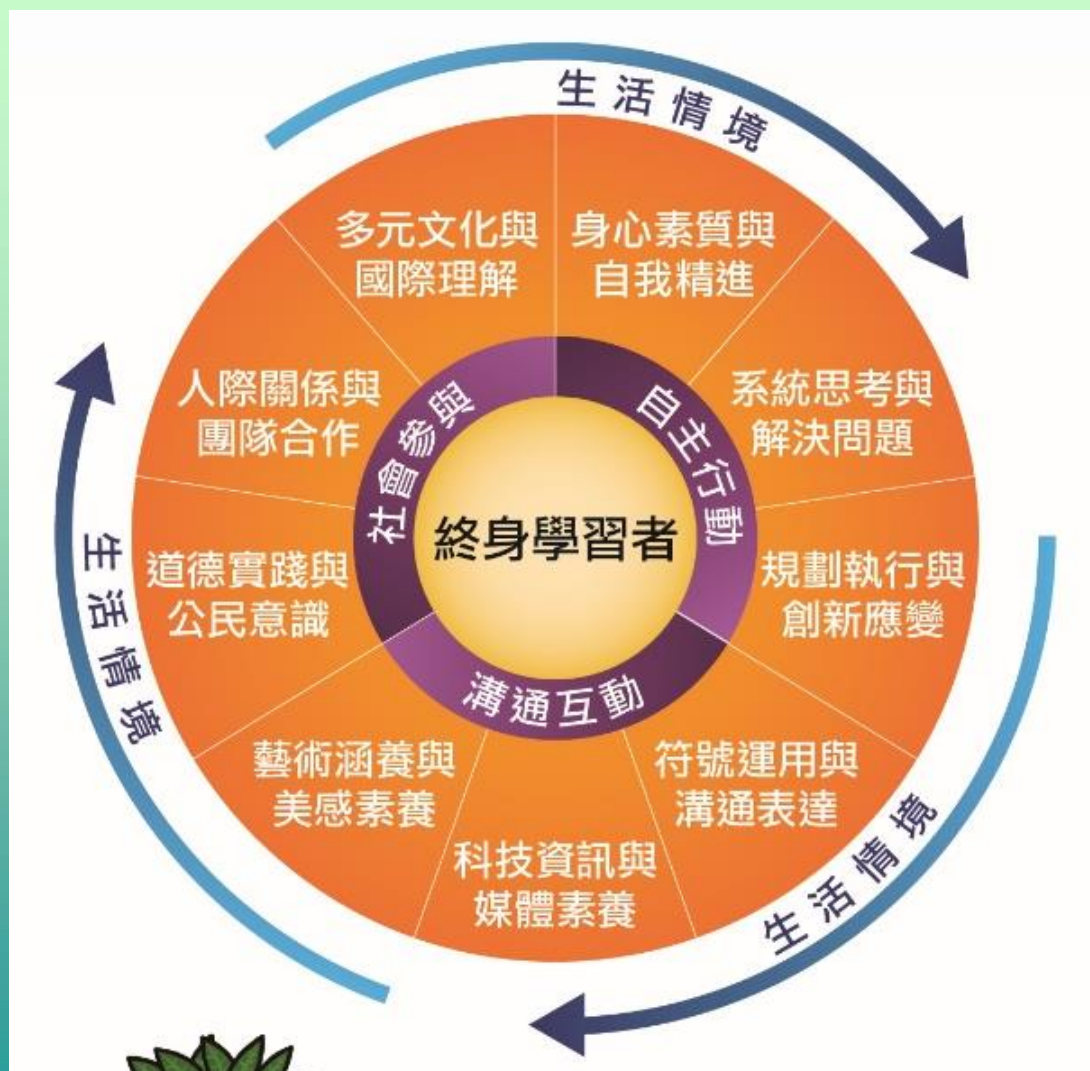 生活情境
多元文化與
國際理解
身心素質與
自我精進
人際關係與
團隊合作
系統思考與
解決問題
社會參與
自主行動
終身學習者
道德實踐與
公民意識
規劃執行與
創新應變
生活情境
溝通互動
藝術涵養與
美感素養
符號運用與
溝通表達
科技資訊與
媒體素養
生活情境